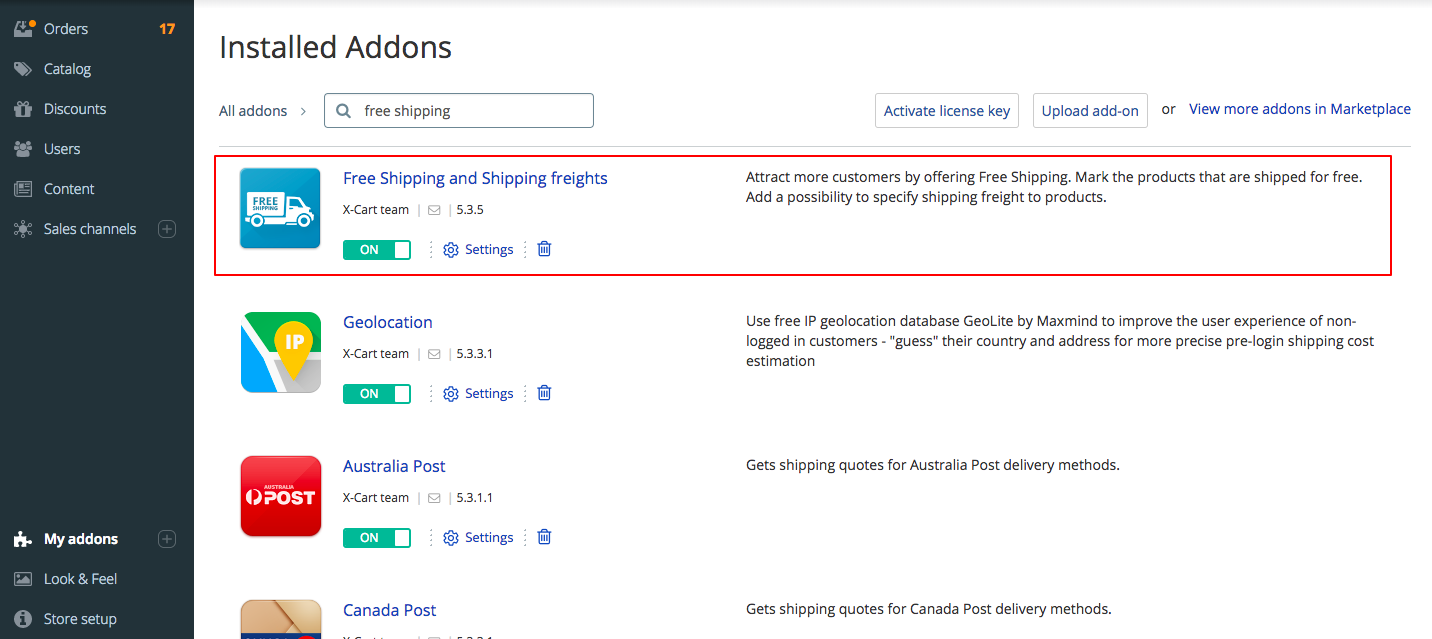 Orders 17
Catalog
Discounts
Users
Content
Sales channels
My addons
Look & Feel
Store setup
Installed Addons
All addons
free shipping
Activate license key
Upload add-on
or View more addons in Marketplace
FREE
SHIPPING
Free Shipping and Shipping freights
X-Cart team | 5.3.5
ON Settings
Attract more customers by offering Free Shipping. Mark the products that are shipped for free.
Add a possibility to specify shipping freight to products.
IP
Geolocation
X-Cart team | 5.3.3.1
ON Settings
Use free IP geolocation database GeoLite by Maxmind to improve the user experience of non-
logged in customers - "guess" their country and address for more precise pre-login shipping cost
estimation
AUSTRALIA
POST
Australia Post
X-Cart team | 5.3.1.1
ON Settings
Gets shipping quotes for Australia Post delivery methods.
Canada Post
Gets shipping quotes for Canada Post delivery methods.